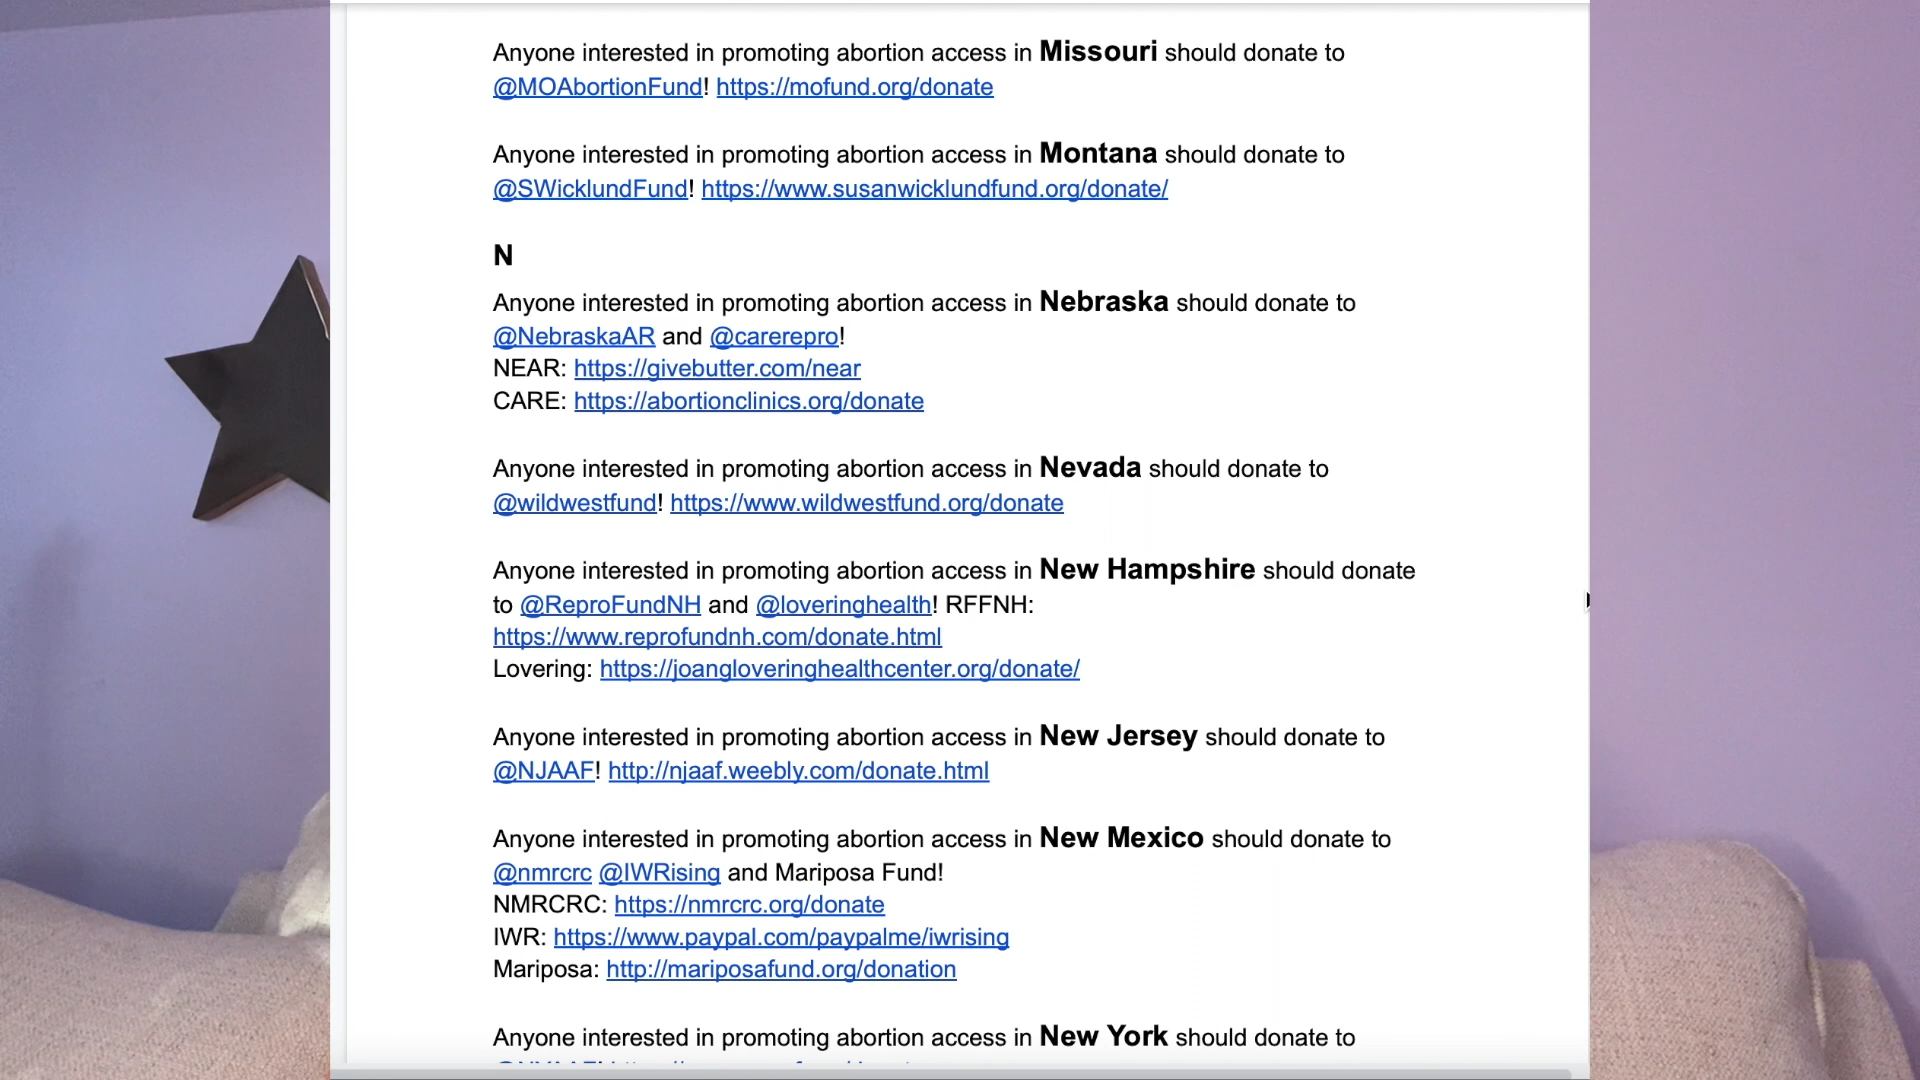 Anyone interested in promoting abortion access in Missouri should donate to
@MOAbortionFund! https://mofund.org/donate
Anyone interested in promoting abortion access in Montana should donate to
@SWicklundFund! https://www.susanwicklundfund.org/donate/
N
Anyone interested in promoting abortion access in Nebraska should donate to
@NebraskaAR and @carerepro!
NEAR: https://givebutter.com/near
CARE: https://abortionclinics.org/donate
Anyone interested in promoting abortion access in Nevada should donate to
@wildwestfund! https://www.wildwestfund.org/donate
Anyone interested in promoting abortion access in New Hampshire should donate
to @ReproFundNH and @loveringhealth! RFFNH:
https://www.reprofundnh.com/donate.html
Lovering: https://joangloveringhealthcenter.org/donate/
Anyone interested in promoting abortion access in New Jersey should donate to
@NJAAF! http://njaaf.weebly.com/donate.html
Anyone interested in promoting abortion access in New Mexico should donate to
@nmrcrc @IWRising and Mariposa Fund!
NMRCRC: https://nmrcrc.org/donate
IWR: https://www.paypal.com/paypalme/iwrising
Mariposa: http://mariposafund.org/donation
Anyone interested in promoting abortion access in New York should donate to